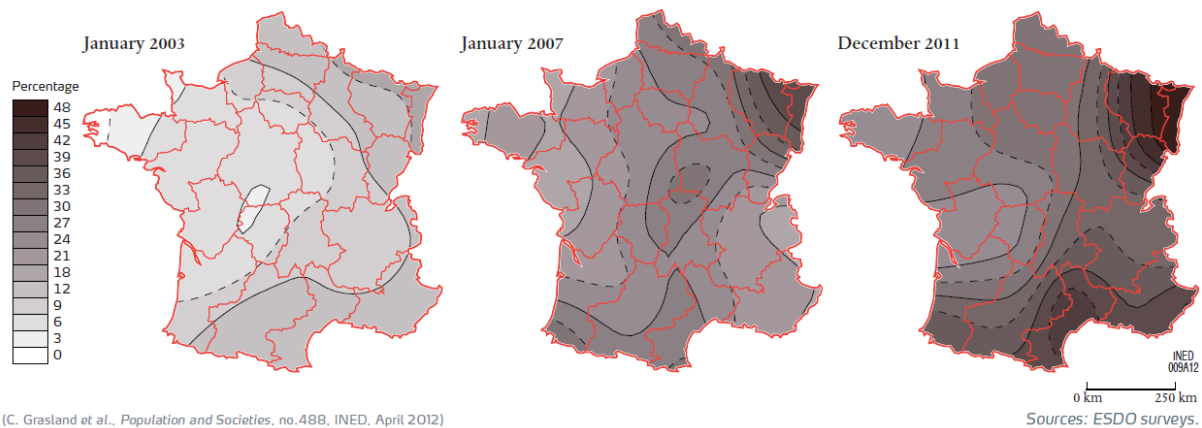 January 2003
January 2007
December 2011
Percentage
48
45
42
39
36
33
30
27
24
21
18
12
9
6
3
0
INED
009A12
0 km 250 km
(C. Grasland et al., Population and Societies, no.488, INED, April 2012)
Sources: ESDO surveys.